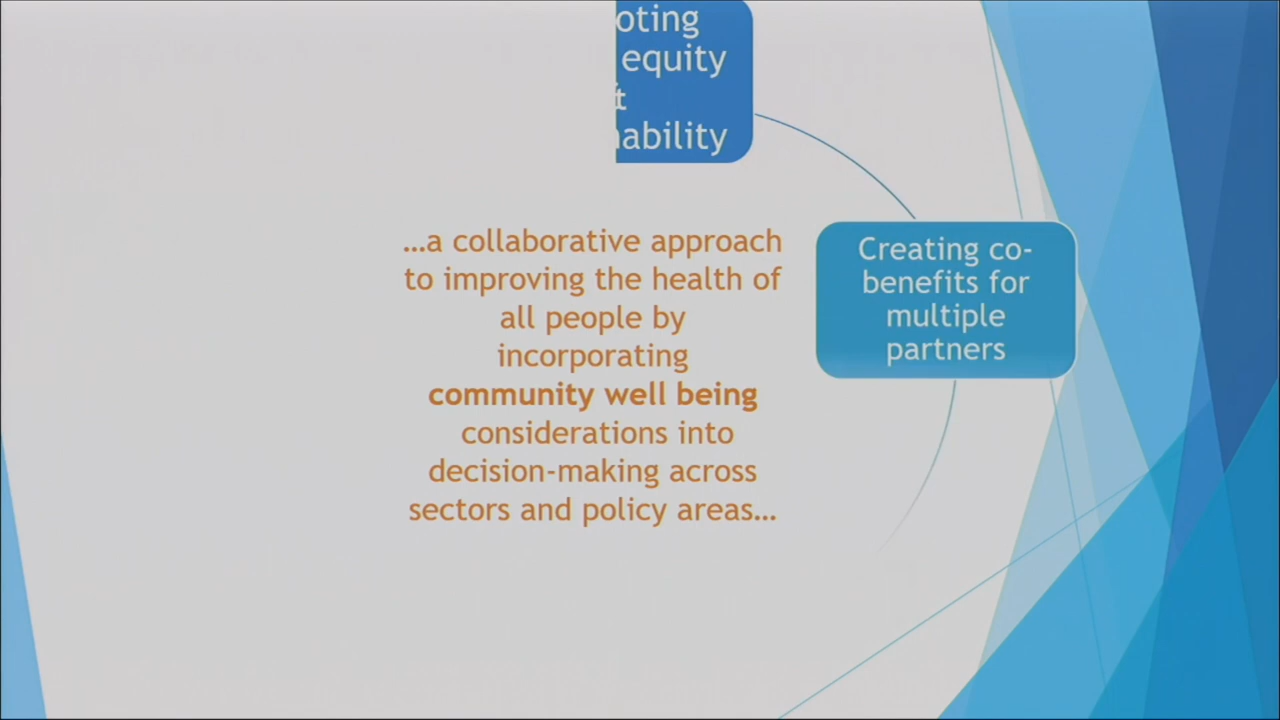 oting
equity
nability
…a collaborative approach
to improving the health of
all people by
incorporating
community well being
considerations into
decision-making across
sectors and policy areas…
Creating co-
benefits for
multiple
partners